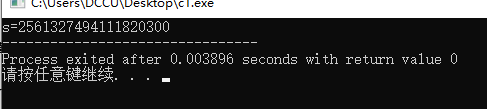 C:\Users\DCCU\Desktop\c1.exe
s=2561327494111820300
--------------------------------
Process exited after 0.003896 seconds with return value 0
请按任意键继续. . .